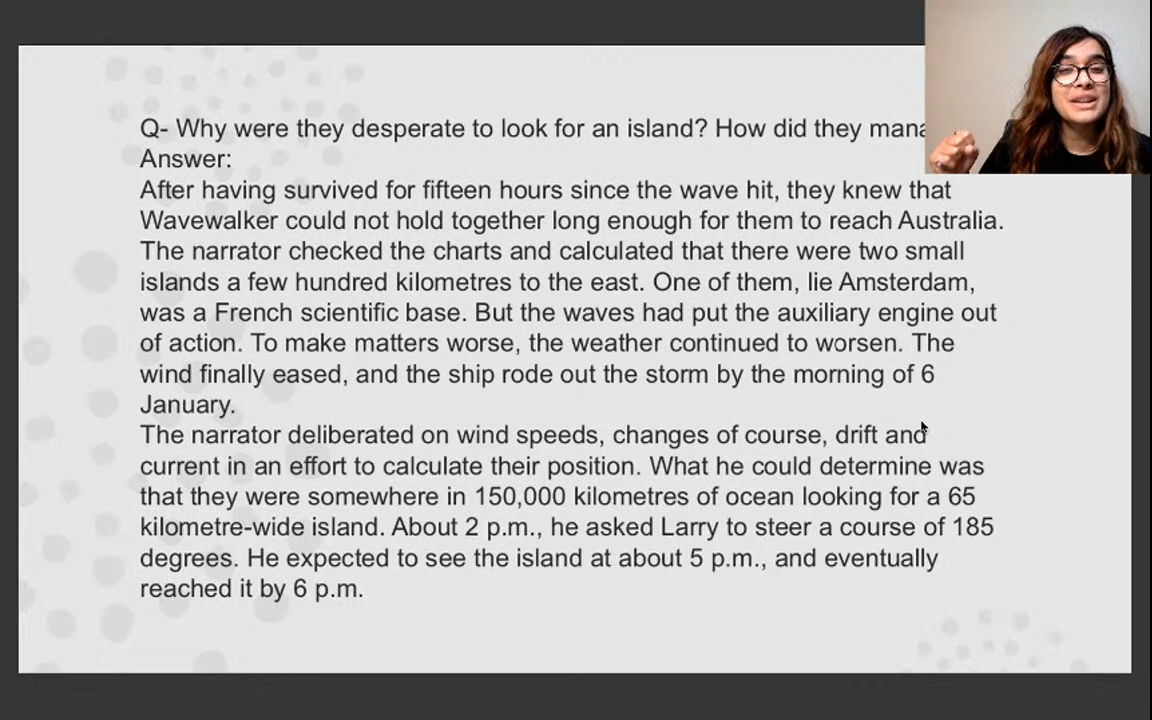 Q- Why were they desperate to look for an island? How did they
Answer:
After having survived for fifteen hours since the wave hit, they knew that
Wavewalker could not hold together long enough for them to reach Australia.
The narrator checked the charts and calculated that there were two small
islands a few hundred kilometres to the east. One of them, lie Amsterdam,
was a French scientific base. But the waves had put the auxiliary engine out
of action. To make matters worse, the weather continued to worsen. The
wind finally eased, and the ship rode out the storm by the morning of 6
January.
The narrator deliberated on wind speeds, changes of course, drift and
current in an effort to calculate their position. What he could determine was
that they were somewhere in 150,000 kilometres of ocean looking for a 65
kilometre-wide island. About 2 p.m., he asked Larry to steer a course of 185
degrees. He expected to see the island at about 5 p.m., and eventually
reached it by 6 p.m.